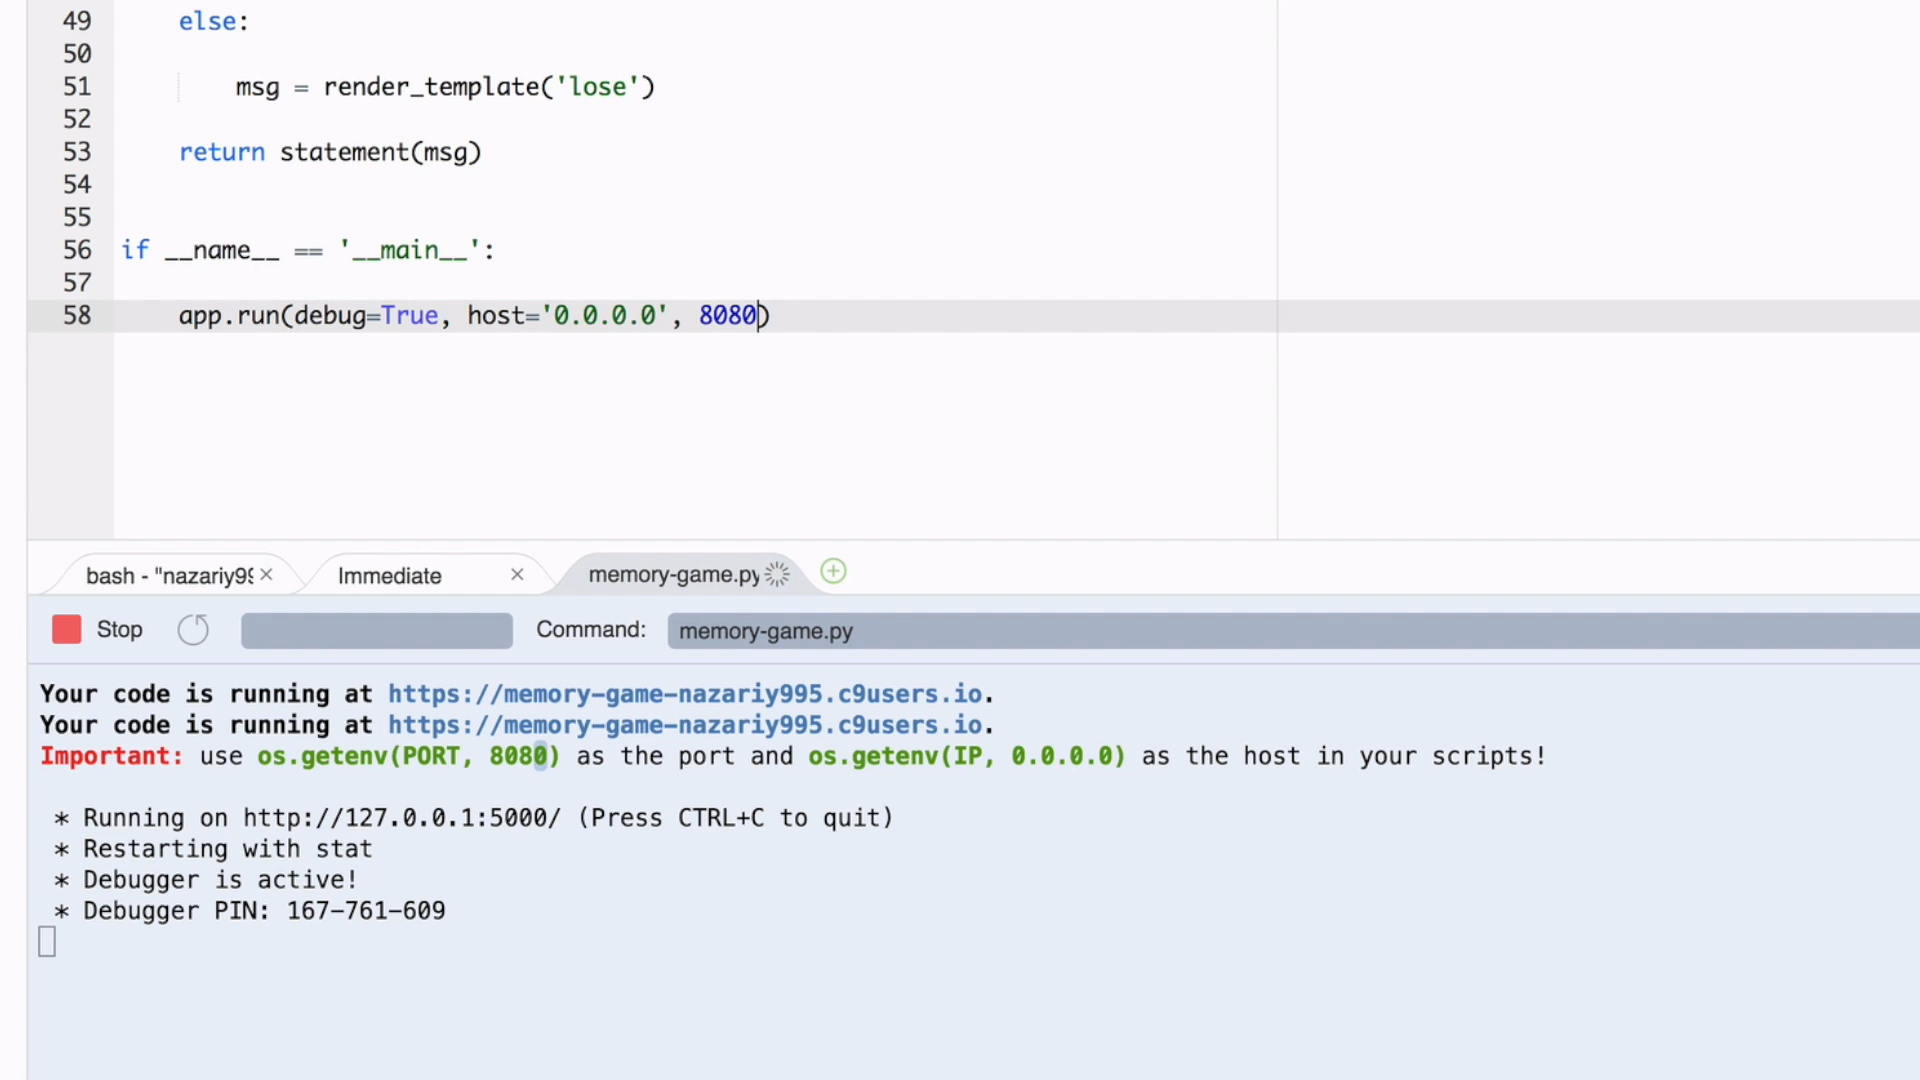 49 else:
50
51 msg = render_template('lose')
52
53 return statement(msg)
54
55
56 if __name__ == '__main__':
57
58 app.run(debug=True, host='0.0.0.0', 8080)
bash - "nazariy99 × Immediate × memory-game.py
Stop Command: memory-game.py
Your code is running at https://memory-game-nazariy995.c9users.io.
Your code is running at https://memory-game-nazariy995.c9users.io.
Important: use os.getenv(PORT, 8080) as the port and os.getenv(IP, 0.0.0.0) as the host in your scripts!
* Running on http://127.0.0.1:5000/ (Press CTRL+C to quit)
* Restarting with stat
* Debugger is active!
* Debugger PIN: 167-761-609